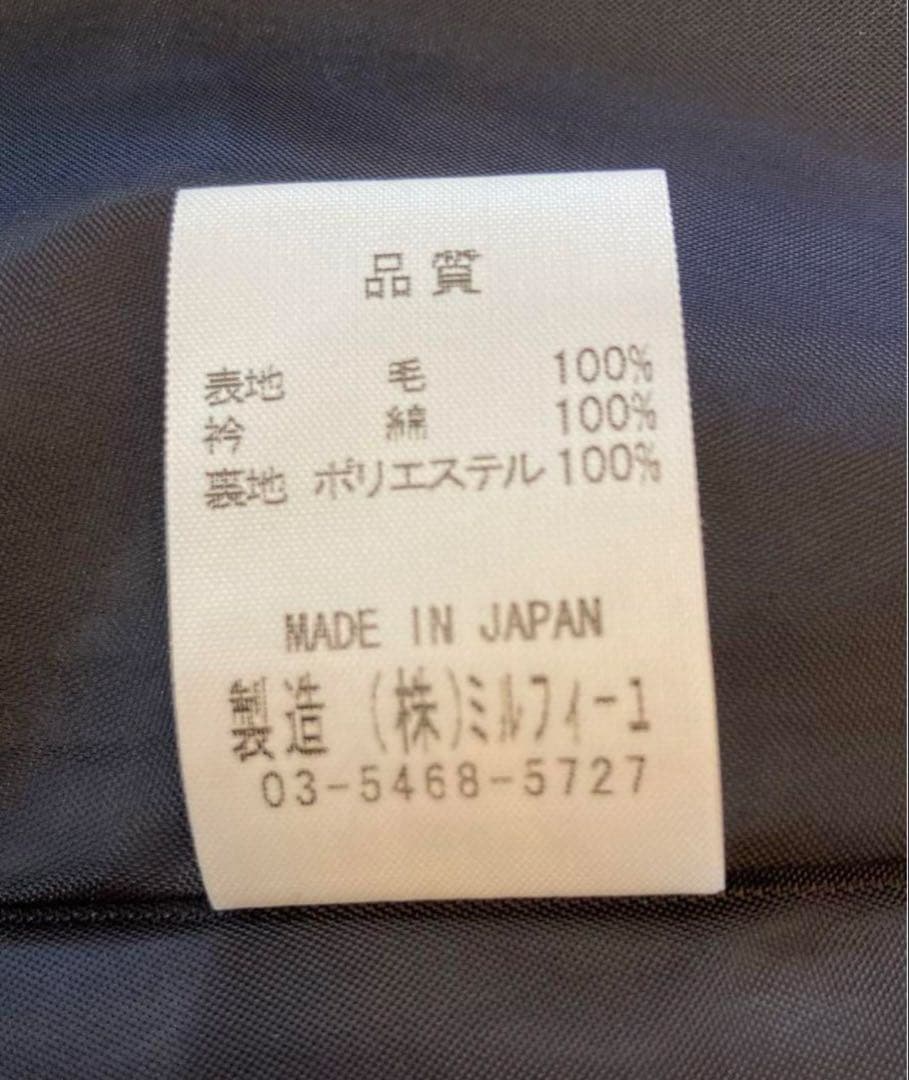 品質
表地 毛 100%
衿 綿 100%
裏地 ポリエステル 100%
MADE IN JAPAN
製造 (株)ミルフィーユ
03-5468-5727